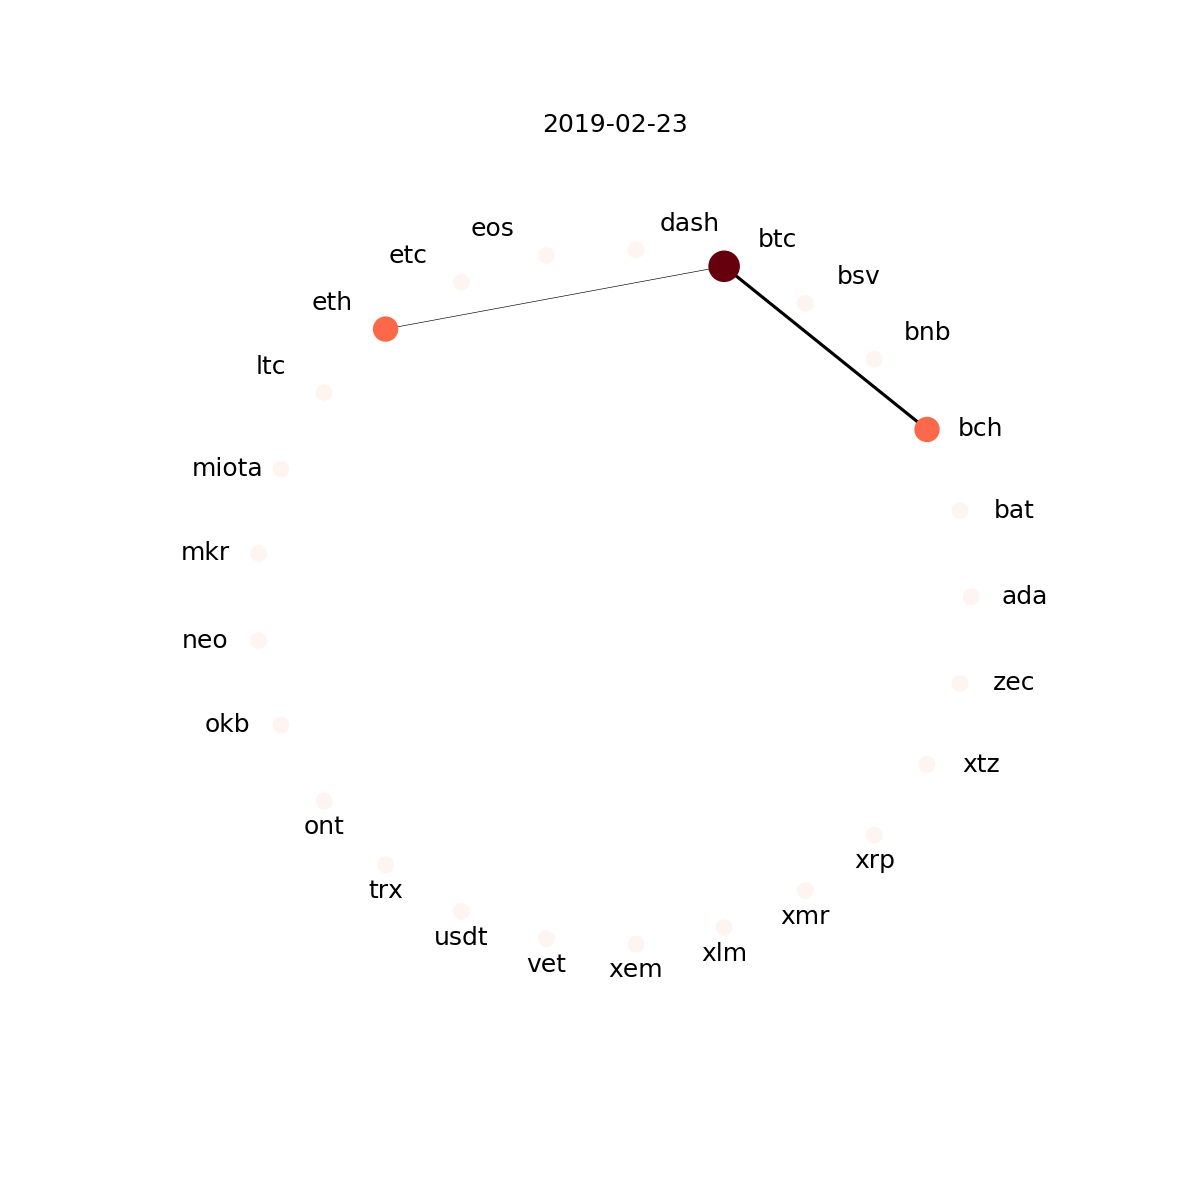 2019-02-23
dash
eos
btc
etc
bsv
eth
bnb
ltc
bch
miota
bat
mkr
ada
neo
zec
okb
xtz
ont
xrp
trx
xmr
usdt
xlm
vet
xem